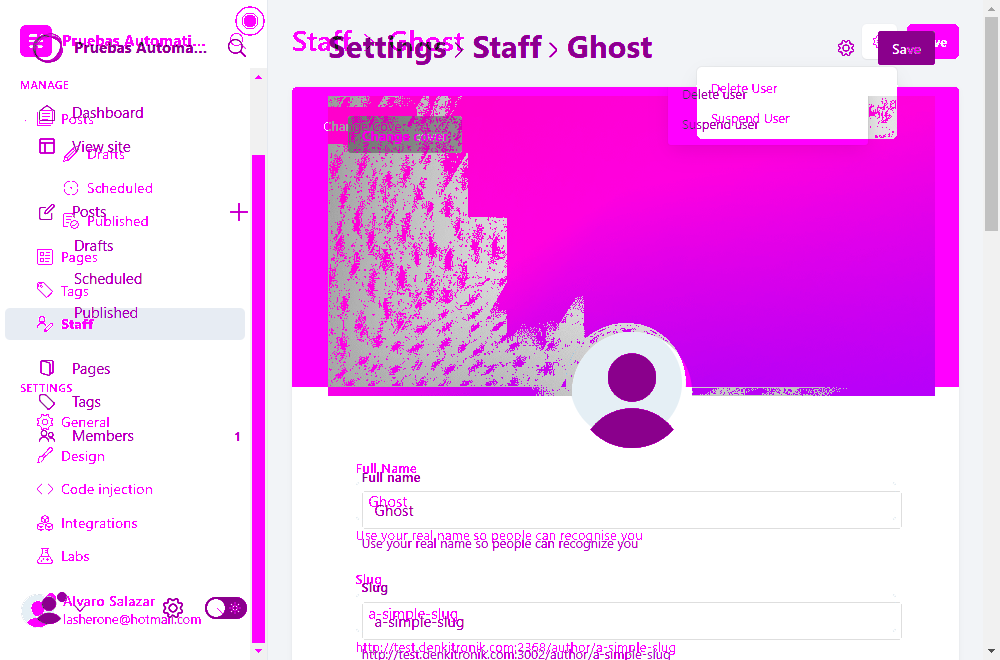 Pruebas Automati...
Pruebas Automa...
MANAGE
Dashboard
Posts
View site
Drafts
Scheduled
Posts
Published
Drafts
Pages
Scheduled
Tags
Published
Staff
Pages
SETTINGS
Tags
General
Members 1
Design
Code injection
Integrations
Labs
Alvaro Salazar
lasherone@hotmail.com
Staff › Ghost
Settings › Staff › Ghost
Save
Delete User
Delete user
Suspend User
Suspend user
Full Name
Full name
Ghost
Ghost
Use your real name so people can recognise you
Use your real name so people can recognize you
Slug
Slug
a-simple-slug
a-simple-slug
http://test.denkitronik.com:2368/author/a-simple-slug
http://test.denkitronik.com:3002/author/a-simple-slug